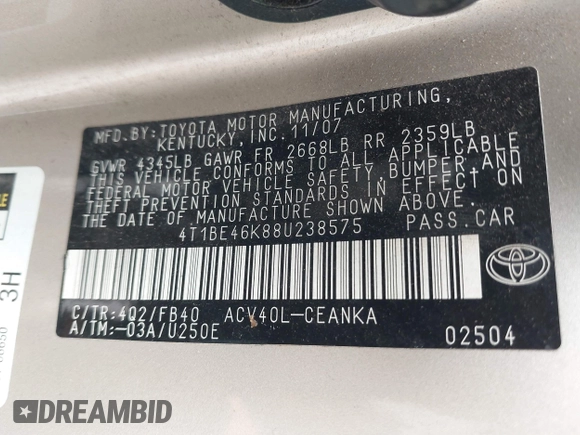 MFD.BY:TOYOTA MOTOR MANUFACTURING,
KENTUCKY, INC. 11/07
GVWR 4345LB GAWR FR 2668LB RR 2359LB
THIS VEHICLE CONFORMS TO ALL APPLICABLE
FEDERAL MOTOR VEHICLE SAFETY, BUMPER, AND
THEFT PREVENTION STANDARDS IN EFFECT ON
THE DATE OF MANUFACTURE SHOWN ABOVE.
4T1BE46K88U238575 PASS.CAR
C/TR:4Q2/FB40 ACV40L-CEANKA
A/TM:-03A/U250E 02504
3H
DREAMBID